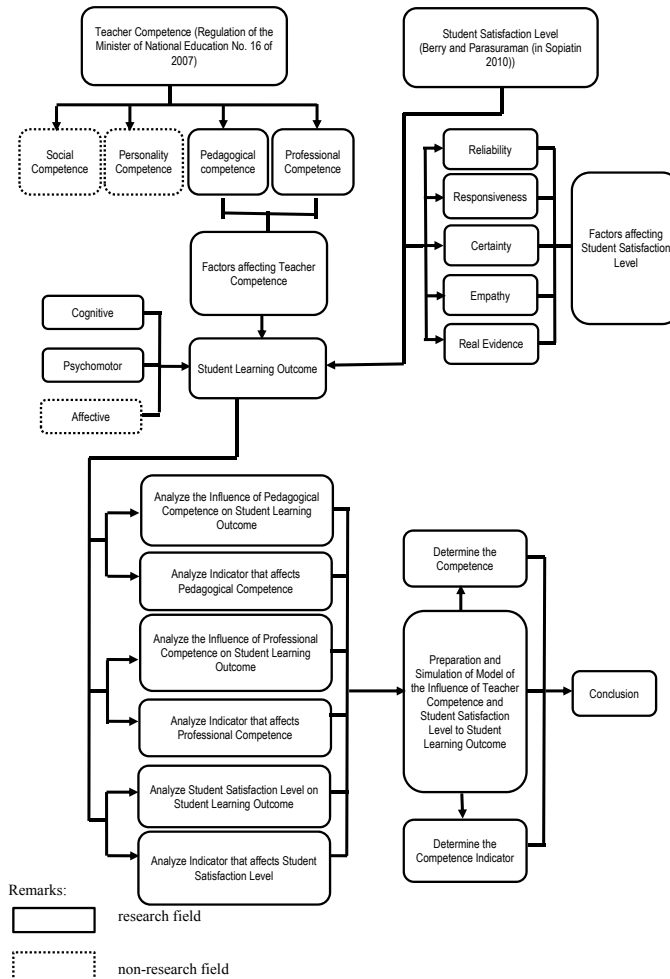 Teacher Competence (Regulation of the
Minister of National Education No. 16 of
2007)
Student Satisfaction Level
(Berry and Parasuraman (in Sopiatin
2010))
Social
Competence
Personality
Competence
Pedagogical
competence
Professional
Competence
Reliability
Responsiveness
Certainty
Empathy
Real Evidence
Factors affecting
Student Satisfaction
Level
Factors affecting Teacher
Competence
Cognitive
Psychomotor
Affective
Student Learning Outcome
Analyze the Influence of Pedagogical
Competence on Student Learning
Outcome
Analyze Indicator that affects
Pedagogical Competence
Analyze the Influence of Professional
Competence on Student Learning
Outcome
Analyze Indicator that affects
Professional Competence
Analyze Student Satisfaction Level on
Student Learning Outcome
Analyze Indicator that affects Student
Satisfaction Level
Determine the
Competence
Preparation and
Simulation of Model of
the Influence of Teacher
Competence and
Student Satisfaction
Level to Student
Learning Outcome
Determine the
Competence Indicator
Conclusion
Remarks:
research field
non-research field